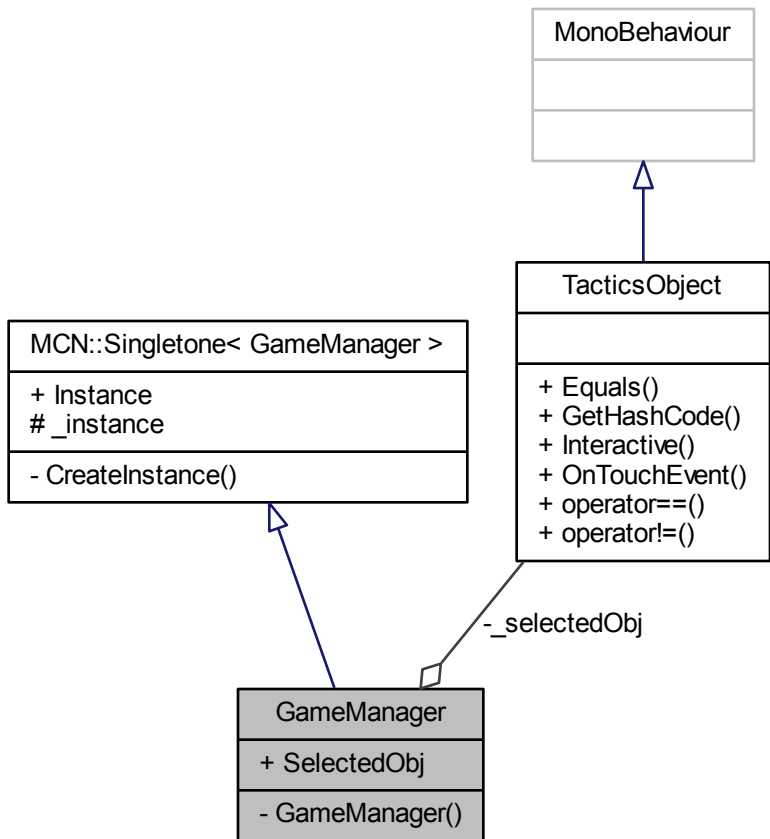 MonoBehaviour
TacticsObject
+ Equals()
+ GetHashCode()
+ Interactive()
+ OnTouchEvent()
+ operator==()
+ operator!=()
MCN::Singletone< GameManager >
+ Instance
# _instance
- CreateInstance()
-_selectedObj
GameManager
+ SelectedObj
- GameManager()